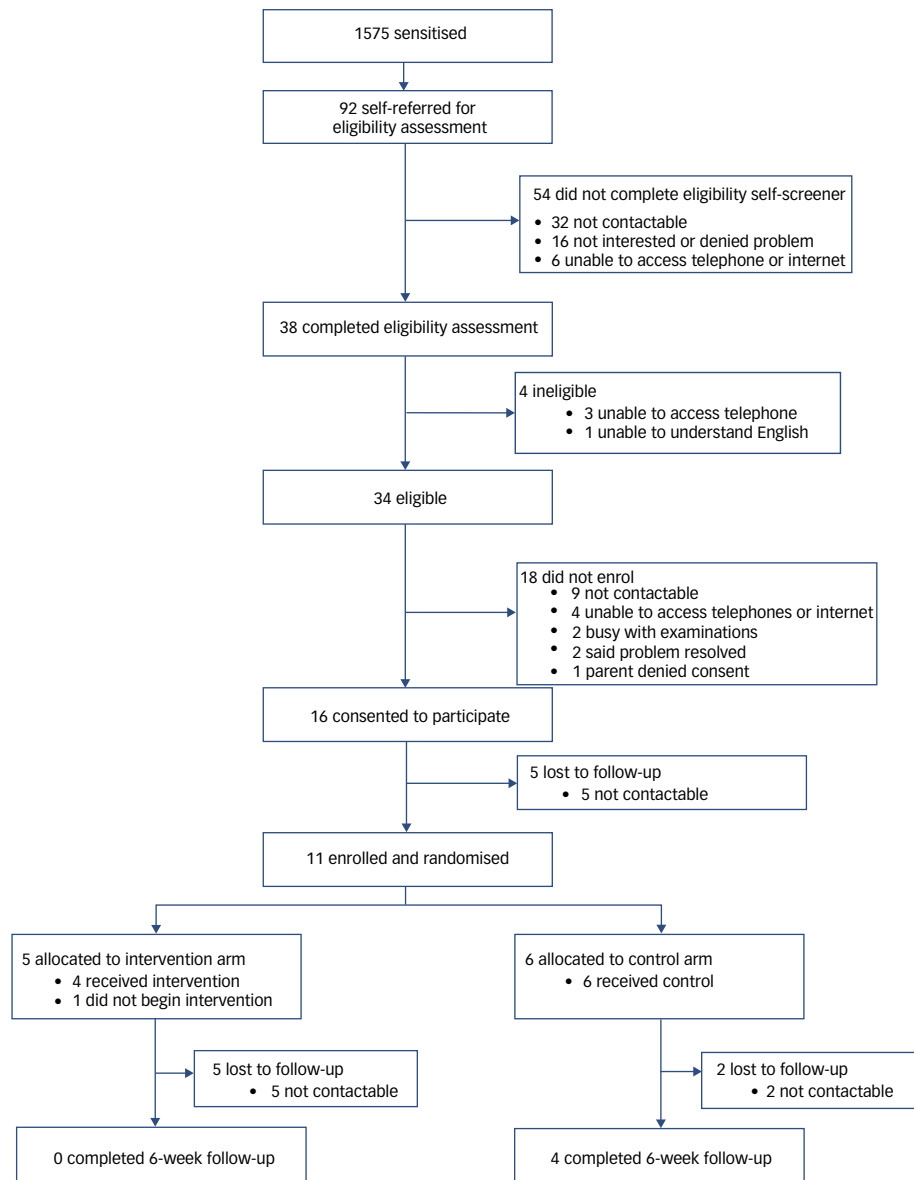 1575 sensitised
92 self-referred for
eligibility assessment
54 did not complete eligibility self-screener
• 32 not contactable
• 16 not interested or denied problem
• 6 unable to access telephone or internet
38 completed eligibility assessment
4 ineligible
• 3 unable to access telephone
• 1 unable to understand English
34 eligible
18 did not enrol
• 9 not contactable
• 4 unable to access telephones or internet
• 2 busy with examinations
• 2 said problem resolved
• 1 parent denied consent
16 consented to participate
5 lost to follow-up
• 5 not contactable
11 enrolled and randomised
5 allocated to intervention arm
• 4 received intervention
• 1 did not begin intervention
6 allocated to control arm
• 6 received control
5 lost to follow-up
• 5 not contactable
2 lost to follow-up
• 2 not contactable
0 completed 6-week follow-up
4 completed 6-week follow-up